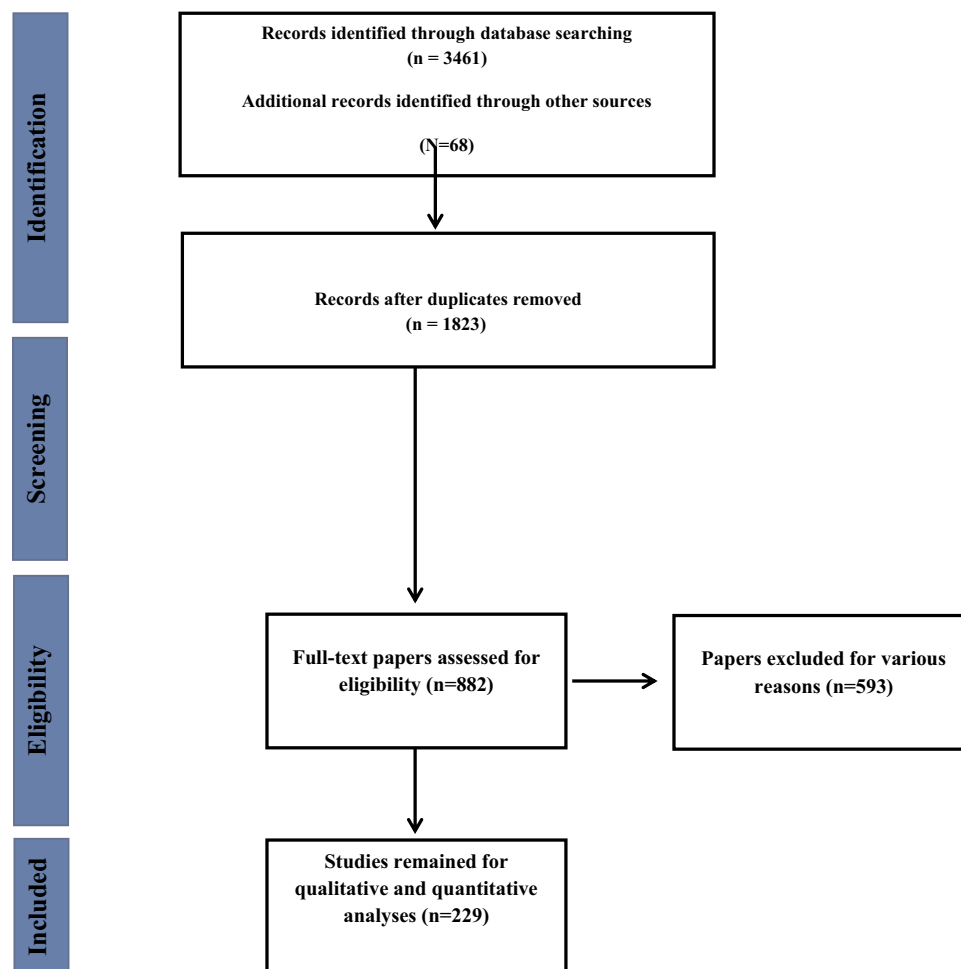 Identification
Records identified through database searching
(n = 3461)
Additional records identified through other sources
(N=68)
Records after duplicates removed
(n = 1823)
Screening
Eligibility
Full-text papers assessed for
eligibility (n=882)
Papers excluded for various
reasons (n=593)
Included
Studies remained for
qualitative and quantitative
analyses (n=229)